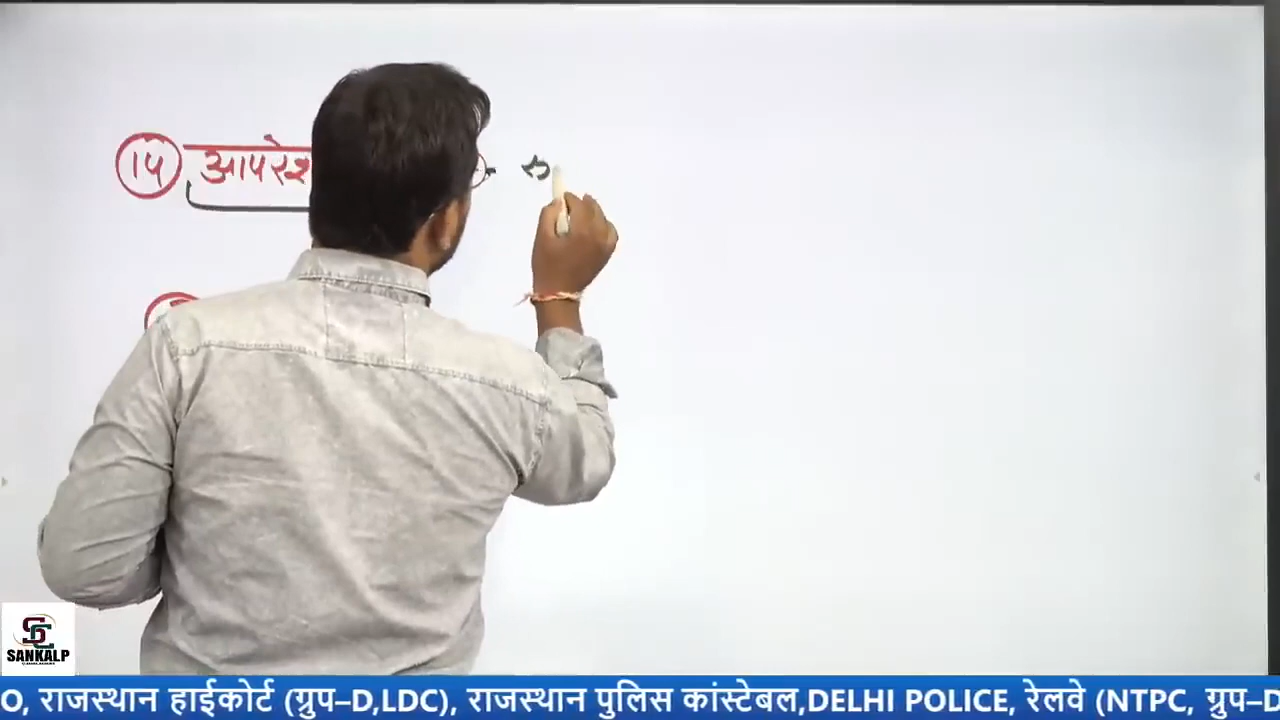 १५ आपरेश
SANKALP
O, राजस्थान हाईकोर्ट (ग्रुप–D,LDC), राजस्थान पुलिस कांस्टेबल,DELHI POLICE, रेलवे (NTPC, ग्रुप–D